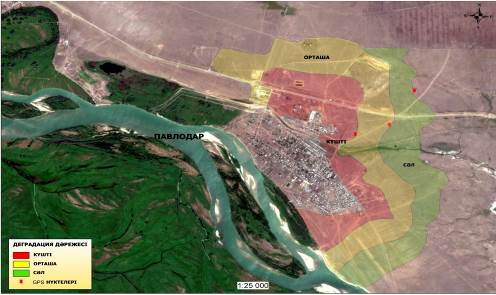 ОРТАША
ПАВЛОДАР
КҮШТІ
СӘЛ
ДЕГРАДАЦИЯ ДӘРЕЖЕСІ
КҮШТІ
ОРТАША
СӘЛ
GPS НҮКТЕЛЕРІ
1:25 000